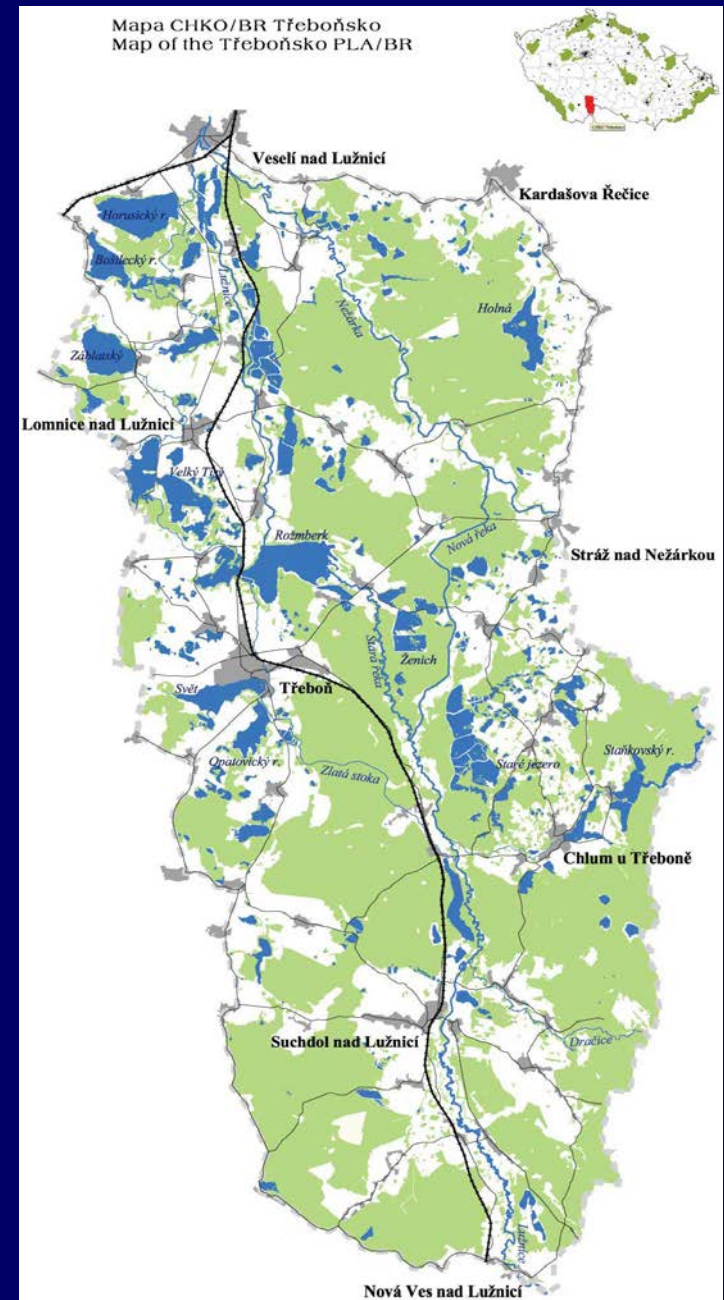 Mapa CHKO/BR Třeboňsko
Map of the Třeboňsko PLA/BR
CHKO Třeboňsko
Veselí nad Lužnicí
Kardašova Řečice
Horusický r.
Bošilecký r.
Lužnice
Nežárka
Holná
Záblatský
Lomnice nad Lužnicí
Velký Tisý
Rožmberk
Nová řeka
Stráž nad Nežárkou
Stará řeka
Ženich
Svět
Třeboň
Opatovický r.
Zlatá stoka
Staré jezero
Staňkovský r.
Chlum u Třeboně
Suchdol nad Lužnicí
Dračice
Lužnice
Nová Ves nad Lužnicí